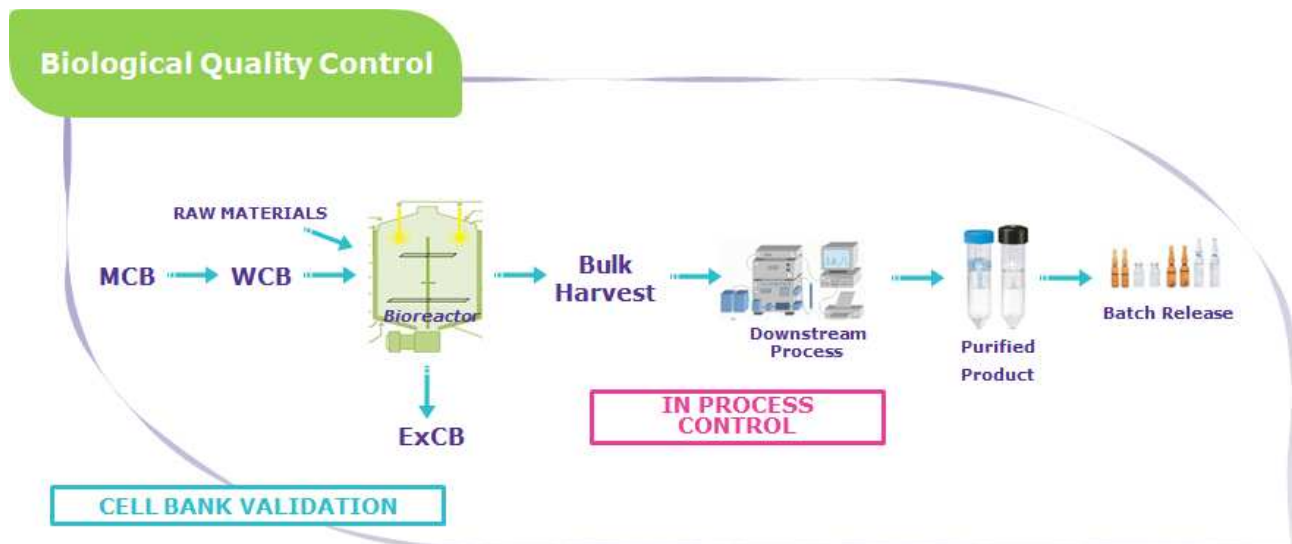 Biological Quality Control
RAW MATERIALS
MCB
WCB
Bioreactor
Bulk
Harvest
Downstream
Process
Purified
Product
Batch Release
ExCB
IN PROCESS
CONTROL
CELL BANK VALIDATION